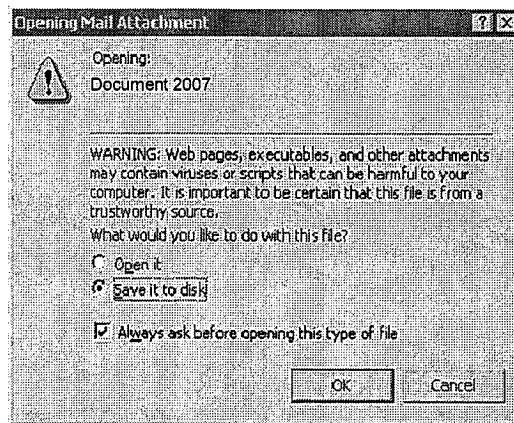 Opening Mail Attachment
Opening:
Document 2007
WARNING: Web pages, executables, and other attachments
may contain viruses or scripts that can be harmful to your
computer. It is important to be certain that this file is from a
trustworthy source.
What would you like to do with this file?
Open it
Save it to disk
Always ask before opening this type of file
OK
Cancel